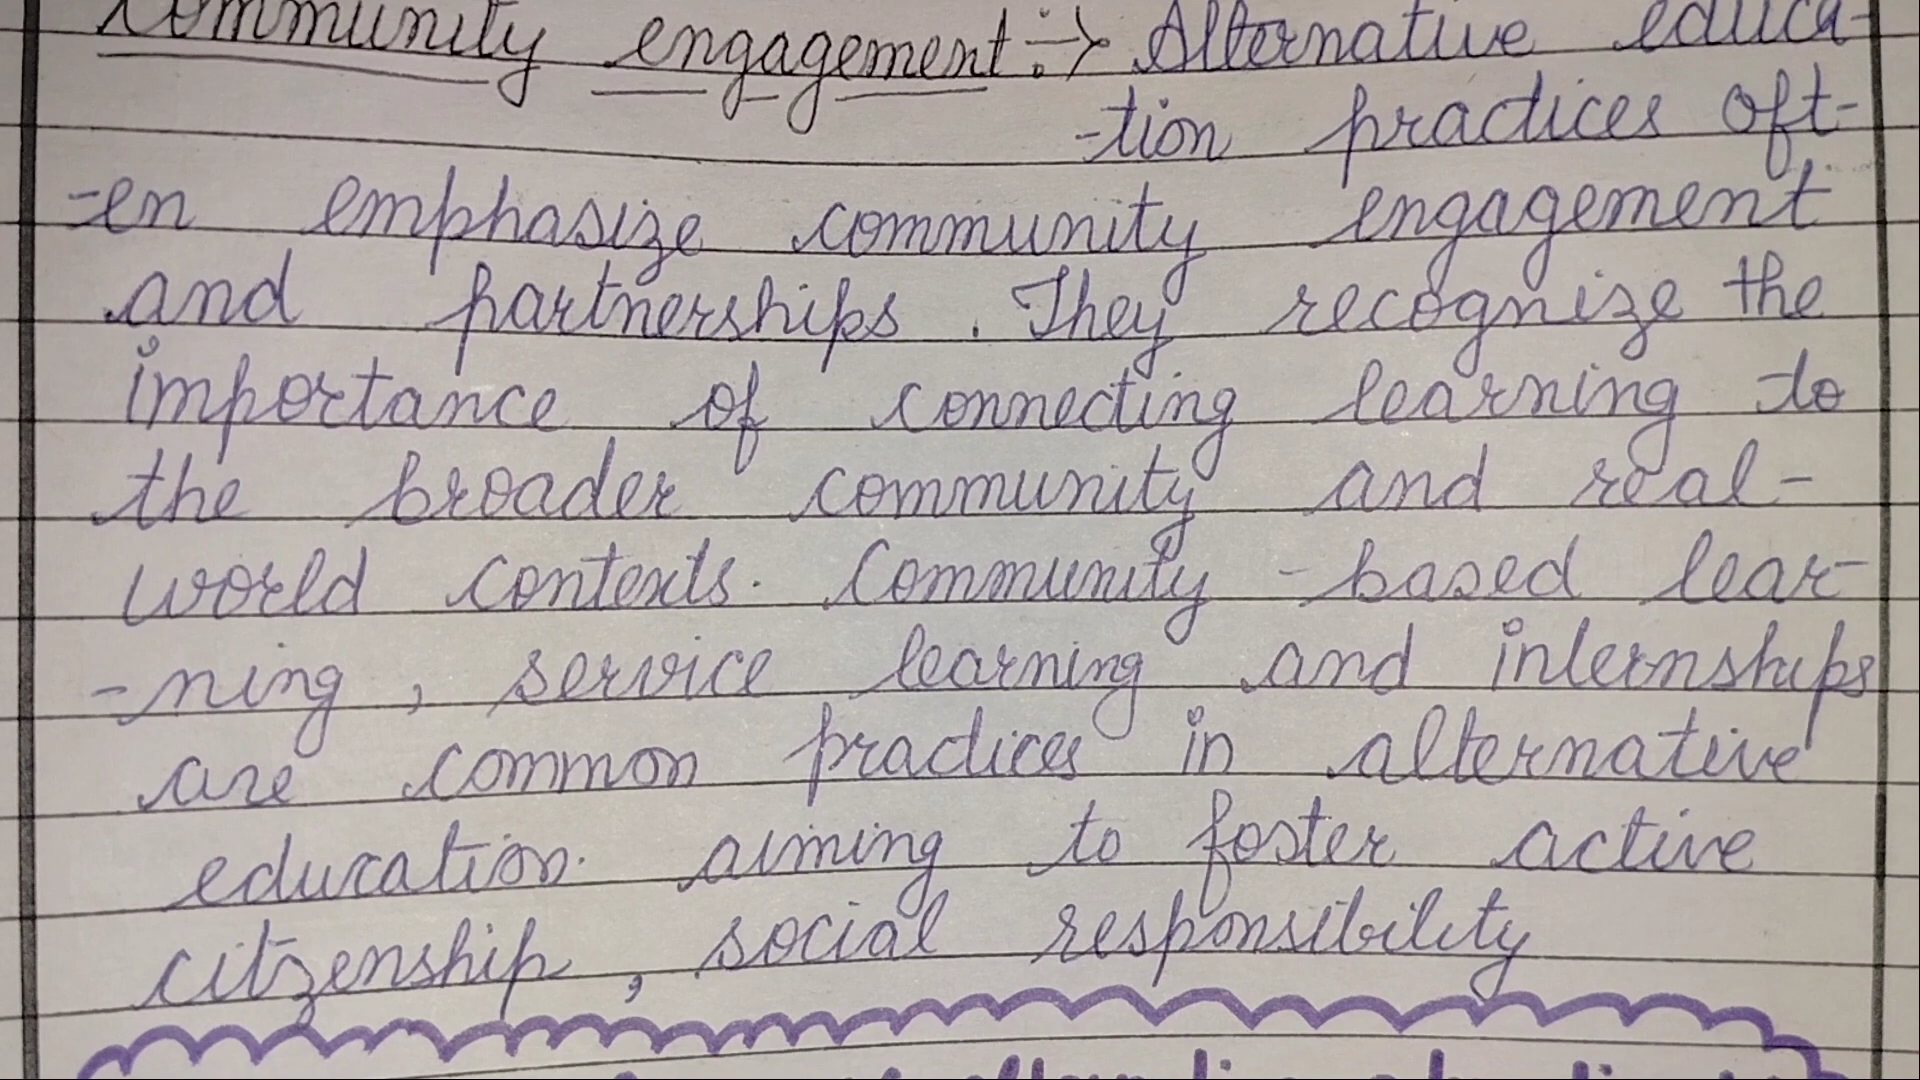 Community engagement :-> Alternative educa-
-tion practices oft-
-en emphasize community engagement
and partnerships. They recognize the
importance of connecting learning to
the broader community and real-
world contexts. Community-based lear-
-ning, service learning and internships
are common practices in alternative
education. aiming to foster active
citzenship, social responsibility